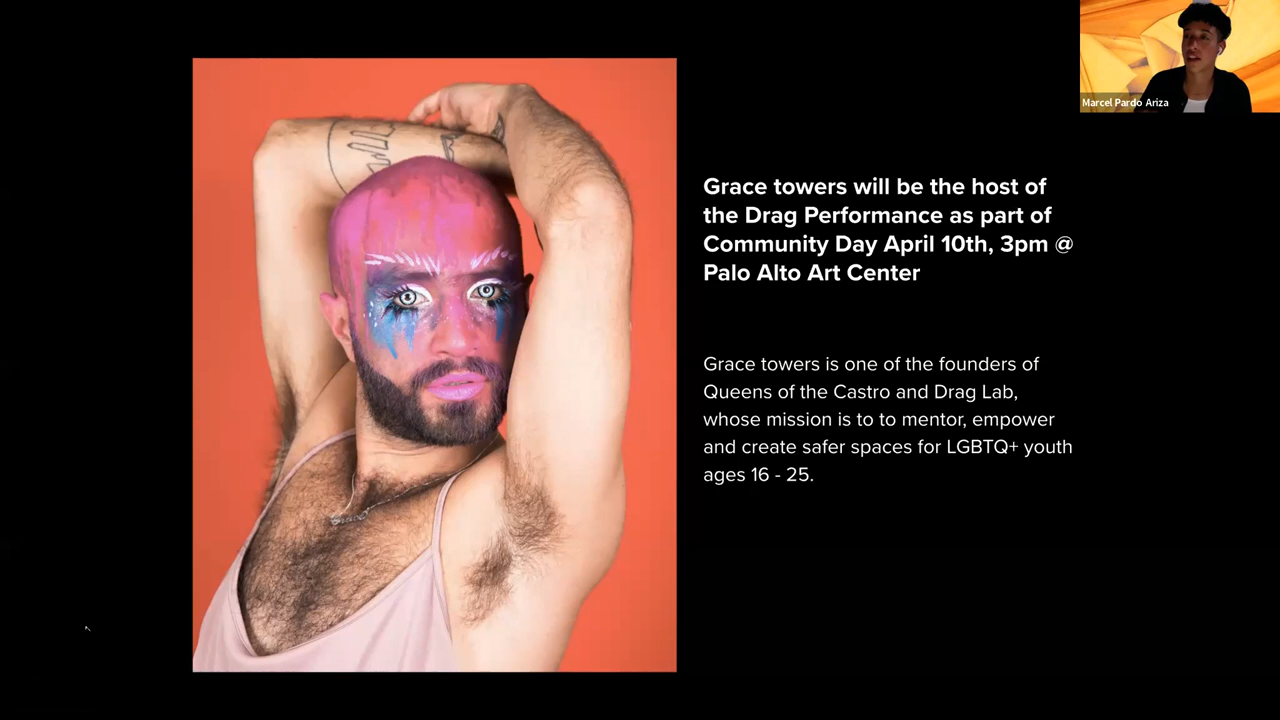 Marcel Pardo Ariza
Grace towers will be the host of
the Drag Performance as part of
Community Day April 10th, 3pm @
Palo Alto Art Center
Grace towers is one of the founders of
Queens of the Castro and Drag Lab,
whose mission is to to mentor, empower
and create safer spaces for LGBTQ+ youth
ages 16 - 25.